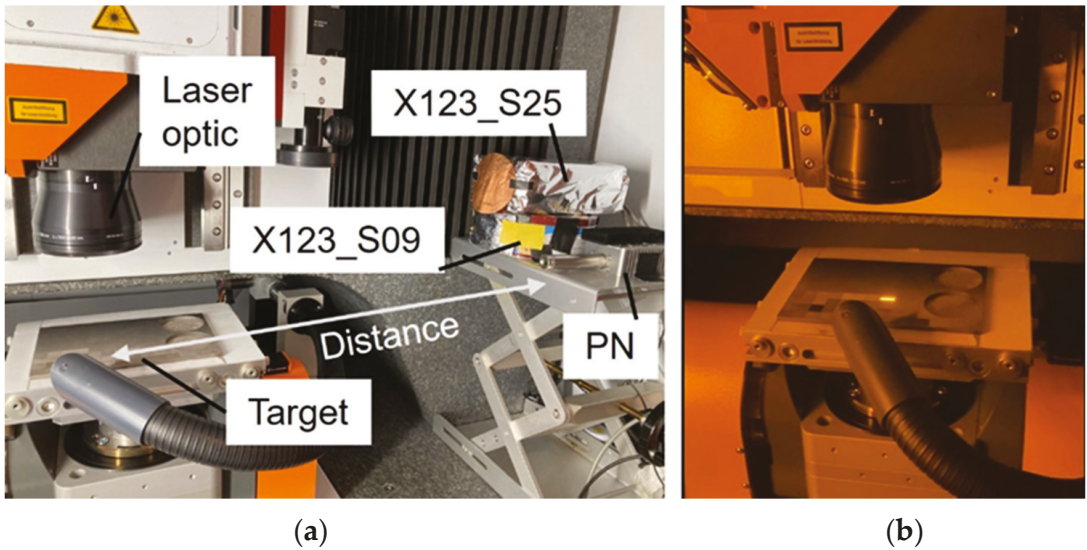 Laser
optic
X123_S25
X123_S09
Distance
PN
Target
(a)
(b)